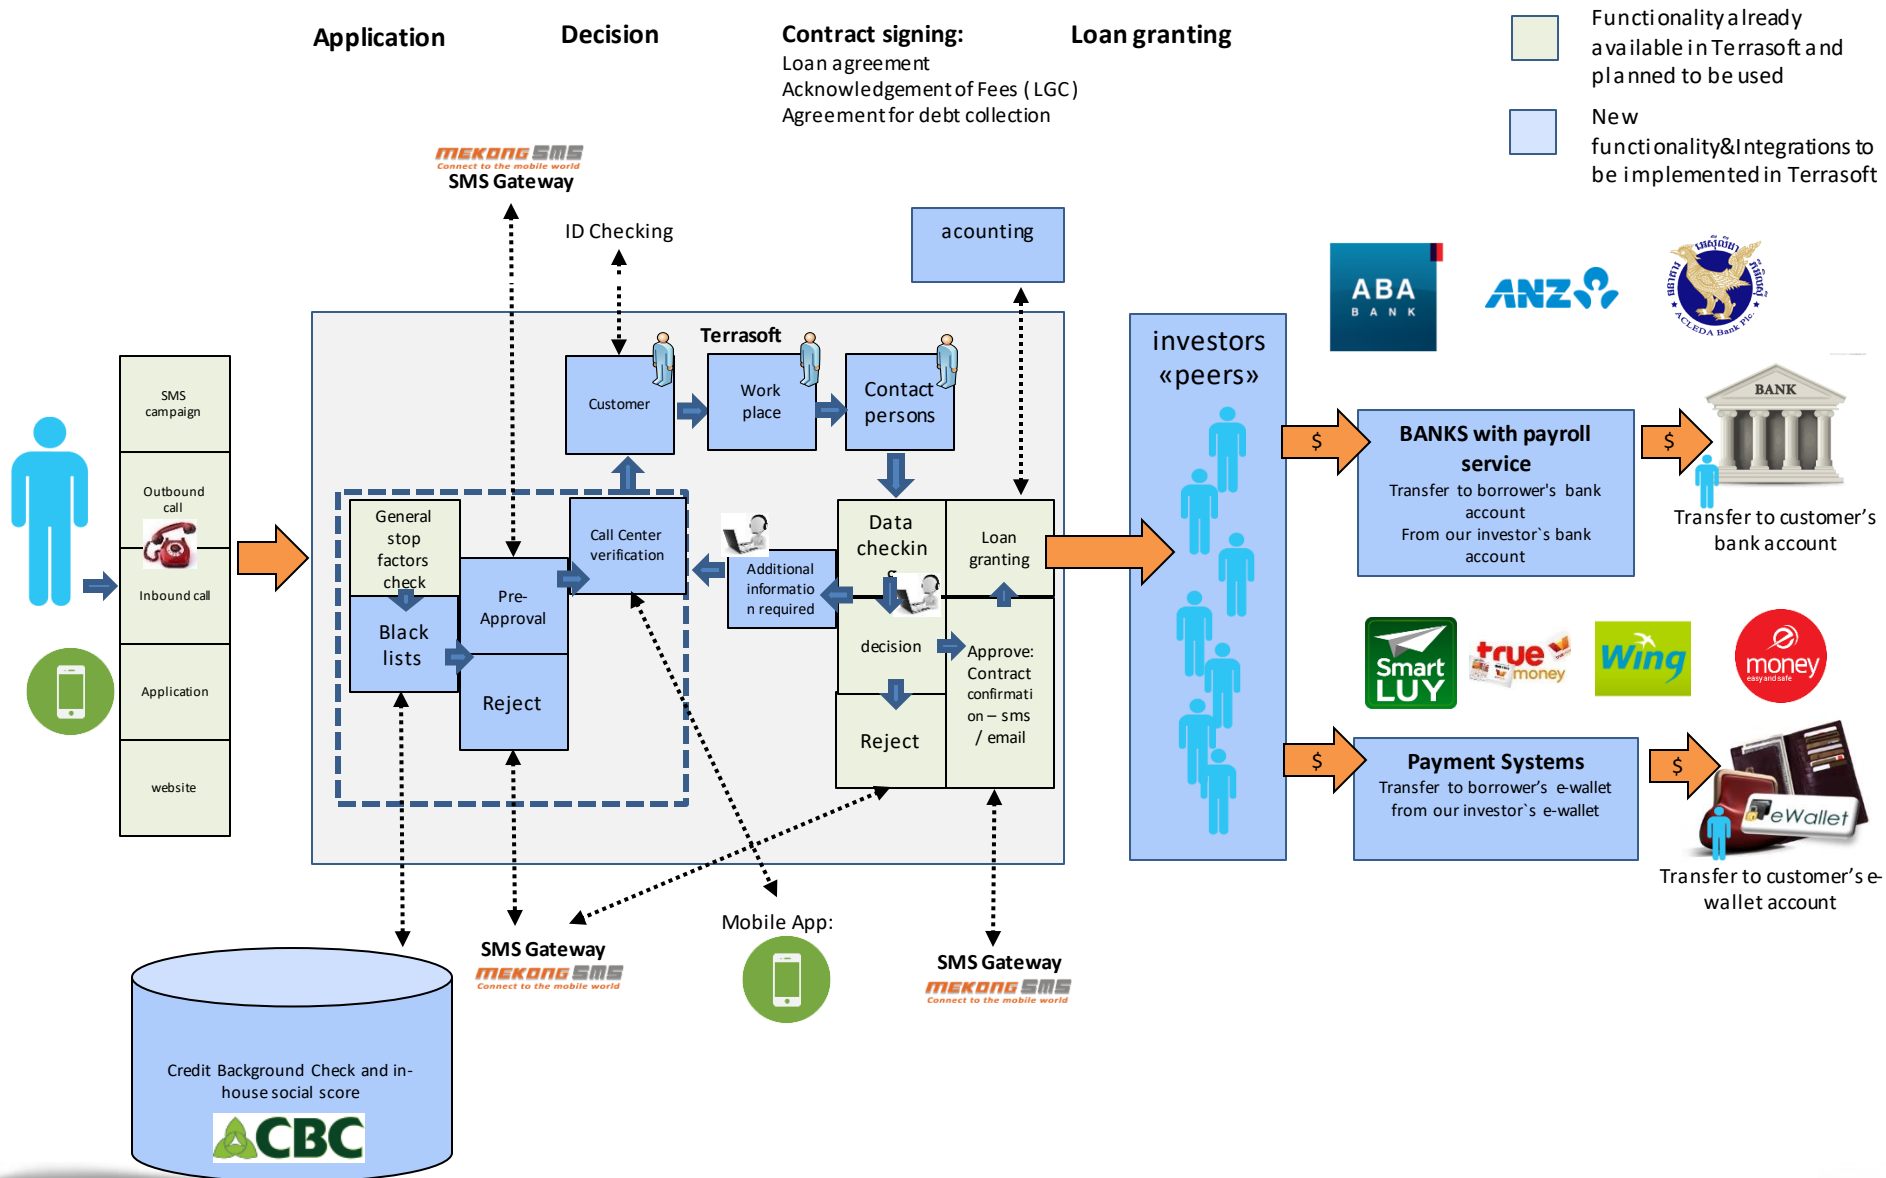 Application
Decision
Contract signing:
Loan agreement
Acknowledgement of Fees ( LGC)
Agreement for debt collection
Loan granting
Functionality already
available in Terrasoft and
planned to be used
New
functionality&Integrations to
be implemented in Terrasoft
MEKONG SMS
Connect to the mobile world
SMS Gateway
ID Checking
acounting
ABA
BANK
ANZ
ACLEDA Bank Plc.
Terrasoft
Customer
Work
place
Contact
persons
investors
«peers»
SMS
campaign
Outbound
call
Inbound call
Application
website
General
stop
factors
check
Black
lists
Pre-
Approval
Reject
Call Center
verification
Additional
informatio
n required
Data
checkin
g
decision
Reject
Loan
granting
Approve:
Contract
confirmati
on – sms
/ email
$
BANKS with payroll
service
Transfer to borrower's bank
account
From our investor`s bank
account
$
BANK
Transfer to customer's
bank account
Smart
LUY
true
money
Wing
e
money
easy and safe
$
Payment Systems
Transfer to borrower's e-wallet
from our investor`s e-wallet
$
eWallet
Transfer to customer's e-
wallet account
Mobile App:
SMS Gateway
MEKONG SMS
Connect to the mobile world
SMS Gateway
MEKONG SMS
Connect to the mobile world
Credit Background Check and in-
house social score
CBC